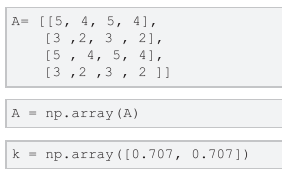 A= [[5, 4, 5, 4],
[3 ,2, 3 , 2],
[5 , 4, 5, 4],
[3 ,2 ,3 , 2 ]]
A = np.array(A)
k = np.array([0.707, 0.707])